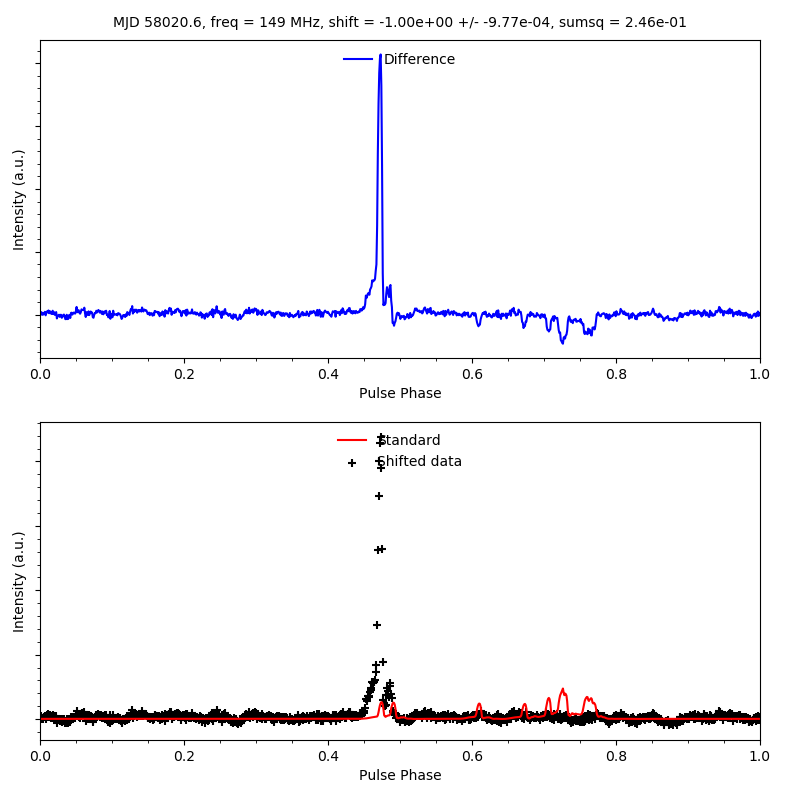 MJD 58020.6, freq = 149 MHz, shift = -1.00e+00 +/- -9.77e-04, sumsq = 2.46e-01
Difference
Intensity (a.u.)
0.0 0.2 0.4 0.6 0.8 1.0
Pulse Phase
Standard
Shifted data
Intensity (a.u.)
0.0 0.2 0.4 0.6 0.8 1.0
Pulse Phase